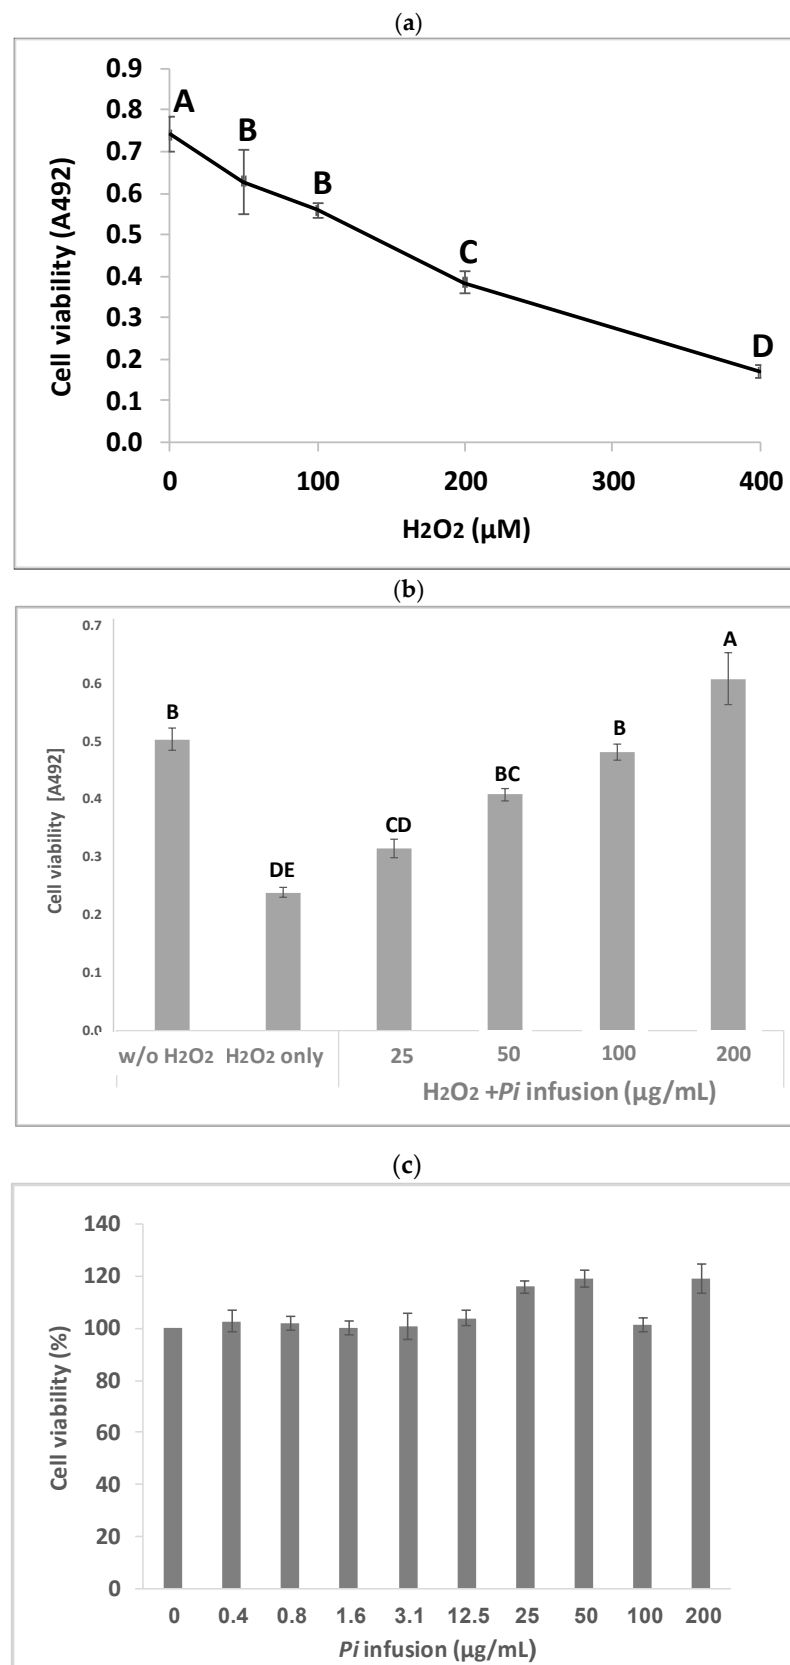 (a)
0.9
0.8
0.7
0.6
0.5
0.4
0.3
0.2
0.1
0.0
Cell viability (A492)
A
B
B
C
D
0 100 200 300 400
H2O2 (µM)
(b)
0.7
0.6
0.5
0.4
0.3
0.2
0.1
0.0
Cell viability [A492]
B
DE
CD
BC
B
A
w/o H2O2 H2O2 only 25 50 100 200
H2O2 +Pi infusion (µg/mL)
(c)
140
120
100
80
60
40
20
0
Cell viability (%)
0 0.4 0.8 1.6 3.1 12.5 25 50 100 200
Pi infusion (µg/mL)